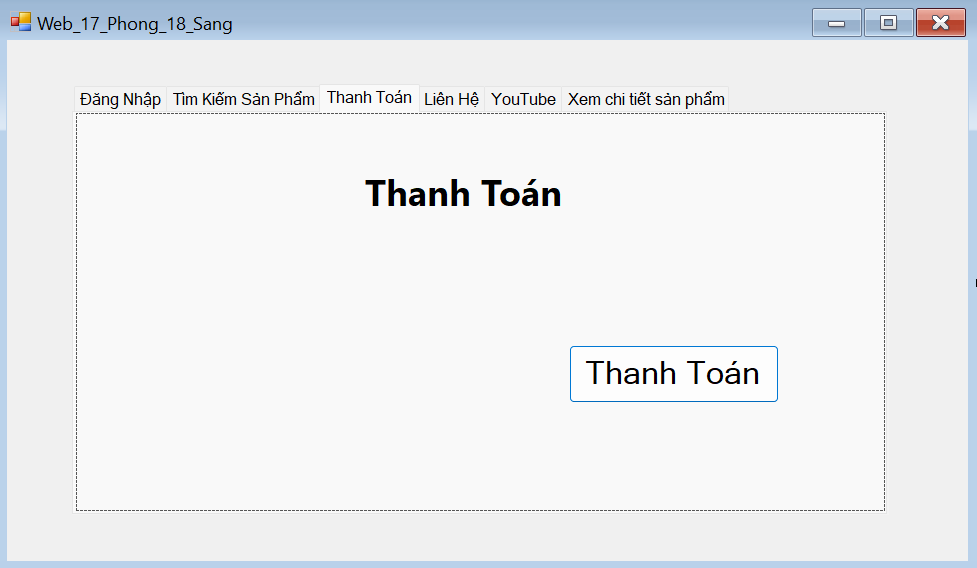 Web_17_Phong_18_Sang
Đăng Nhập Tìm Kiếm Sản Phẩm Thanh Toán Liên Hệ YouTube Xem chi tiết sản phẩm
Thanh Toán
Thanh Toán